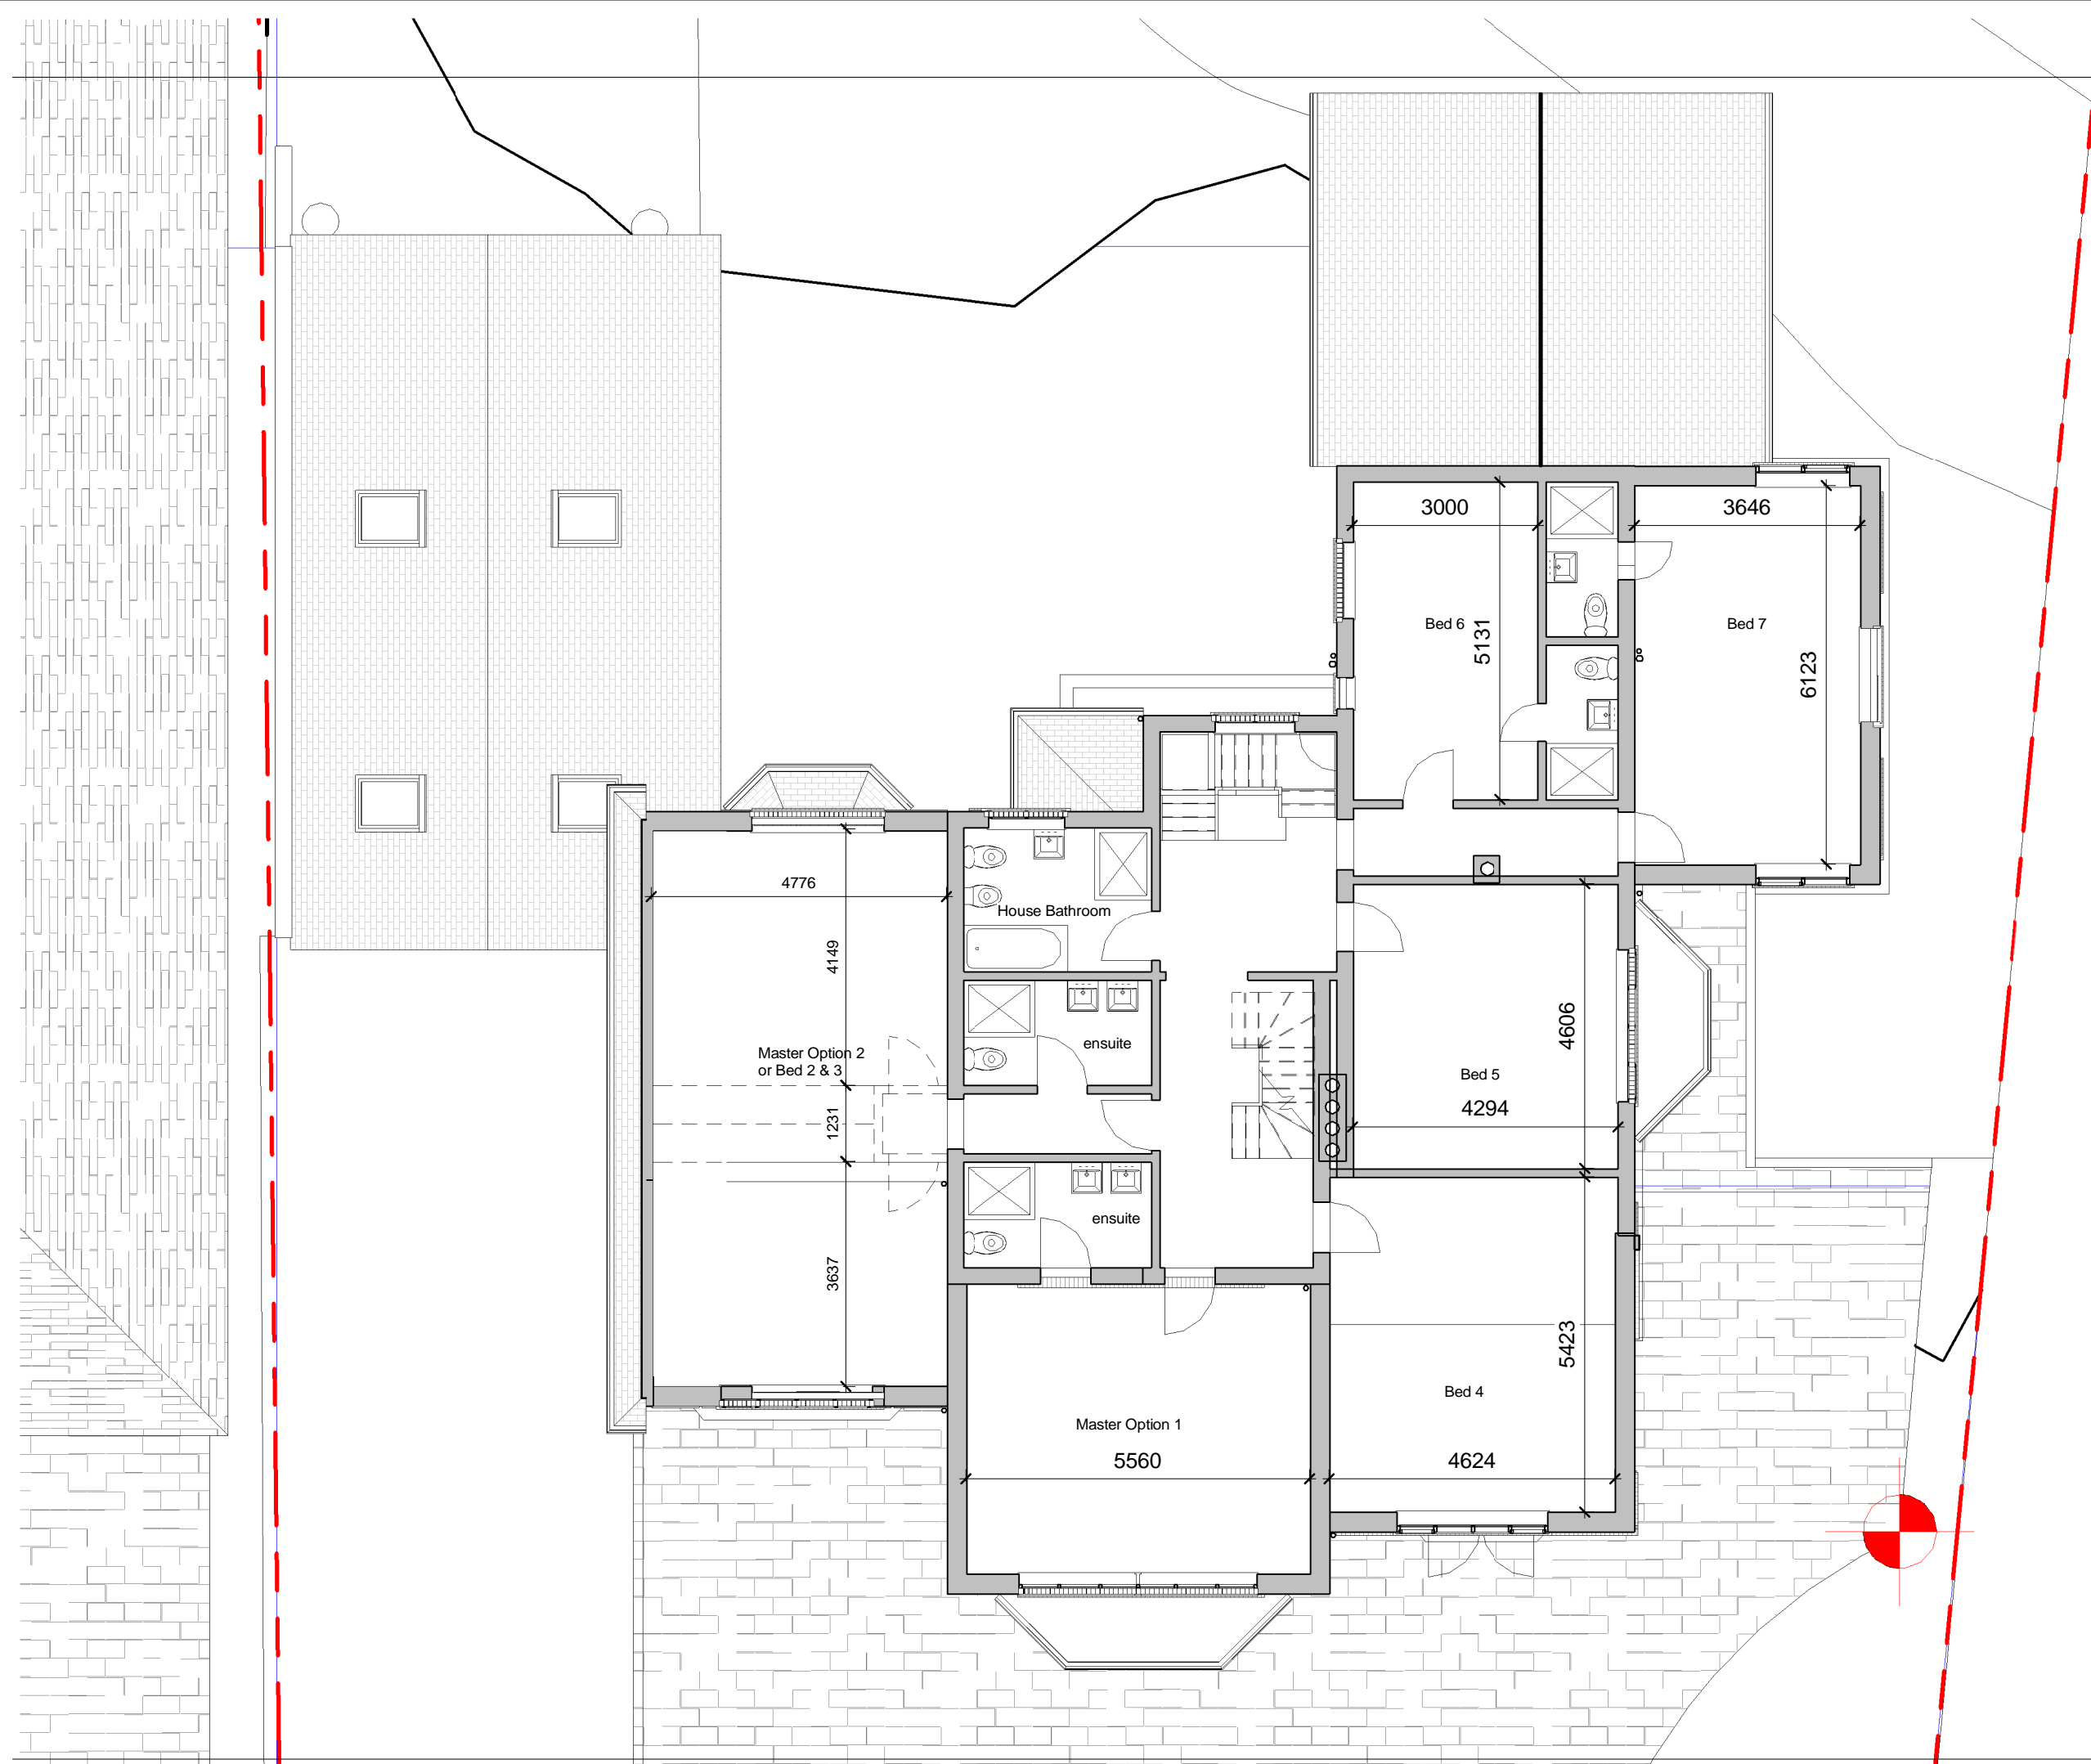 3000
3646
Bed 6
5131
Bed 7
6123
4776
House Bathroom
4149
4606
ensuite
Master Option 2
or Bed 2 & 3
Bed 5
4294
1231
ensuite
3637
5423
Bed 4
Master Option 1
5560
4624